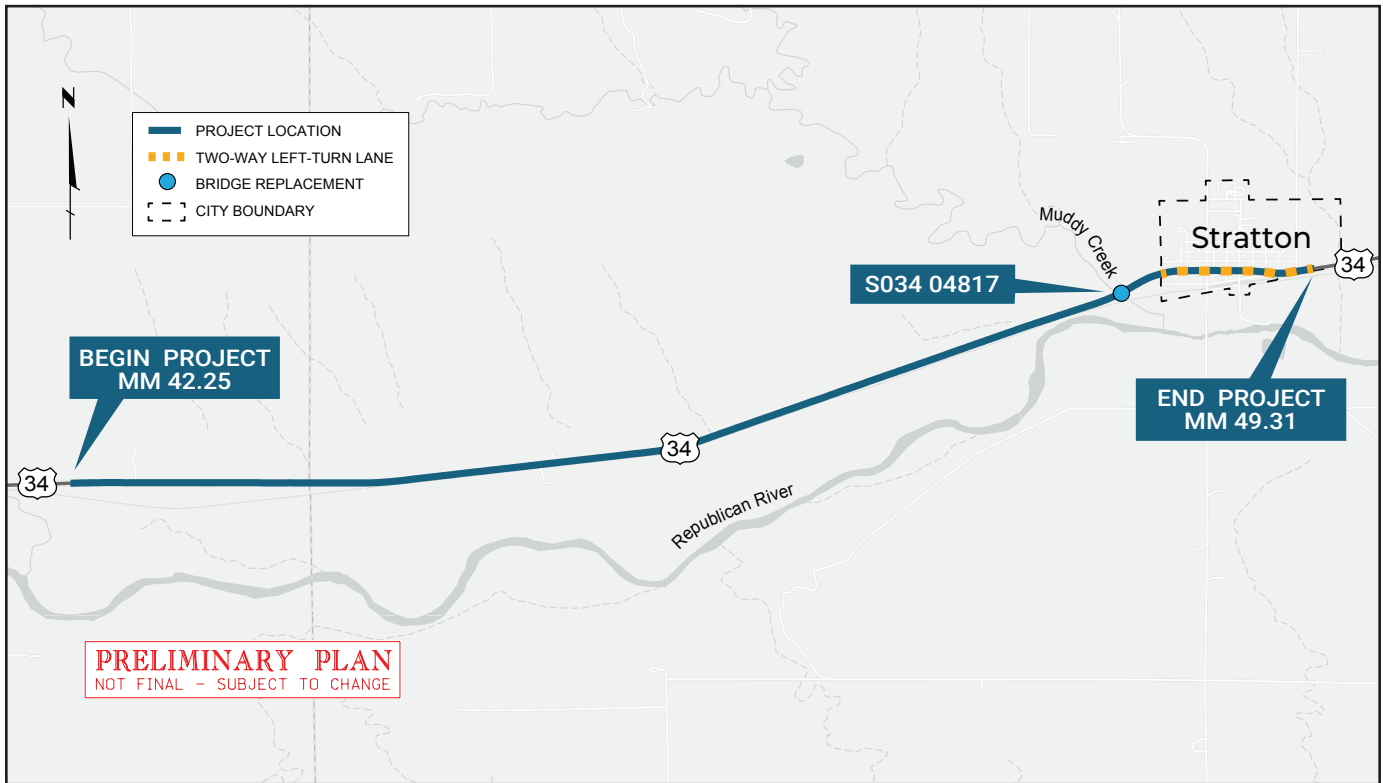 N
PROJECT LOCATION
TWO-WAY LEFT-TURN LANE
BRIDGE REPLACEMENT
CITY BOUNDARY
Muddy Creek
Stratton
34
S034 04817
BEGIN PROJECT
MM 42.25
END PROJECT
MM 49.31
34
34
Republican River
PRELIMINARY PLAN
NOT FINAL - SUBJECT TO CHANGE